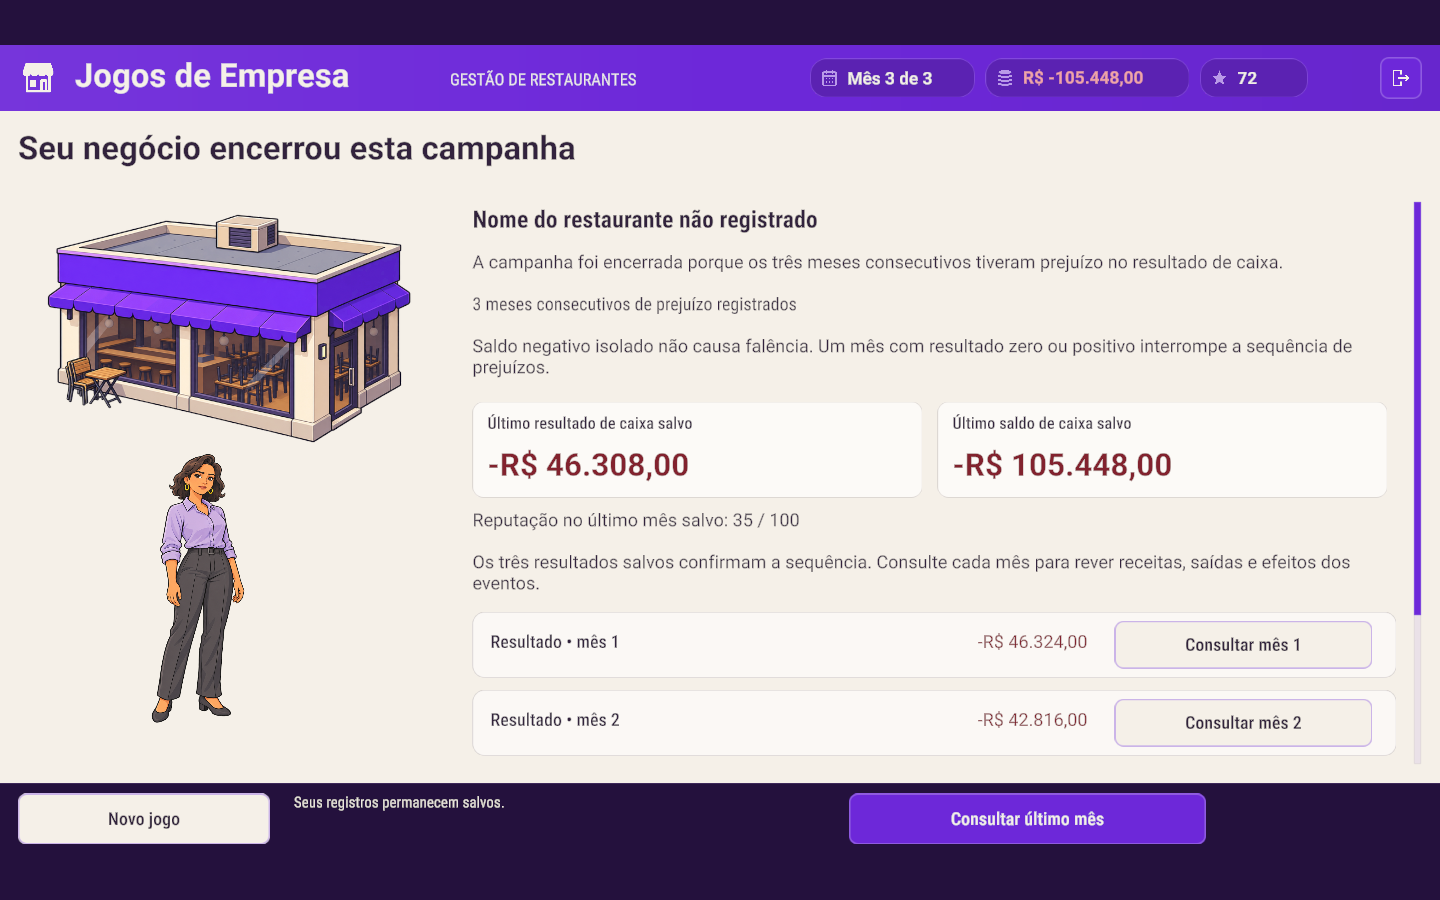 Jogos de Empresa
GESTÃO DE RESTAURANTES
Mês 3 de 3
R$ -105.448,00
72
Seu negócio encerrou esta campanha
Nome do restaurante não registrado
A campanha foi encerrada porque os três meses consecutivos tiveram prejuízo no resultado de caixa.
3 meses consecutivos de prejuízo registrados
Saldo negativo isolado não causa falência. Um mês com resultado zero ou positivo interrompe a sequência de
prejuízos.
Último resultado de caixa salvo
-R$ 46.308,00
Último saldo de caixa salvo
-R$ 105.448,00
Reputação no último mês salvo: 35 / 100
Os três resultados salvos confirmam a sequência. Consulte cada mês para rever receitas, saídas e efeitos dos
eventos.
Resultado • mês 1
-R$ 46.324,00
Consultar mês 1
Resultado • mês 2
-R$ 42.816,00
Consultar mês 2
Novo jogo
Seus registros permanecem salvos.
Consultar último mês